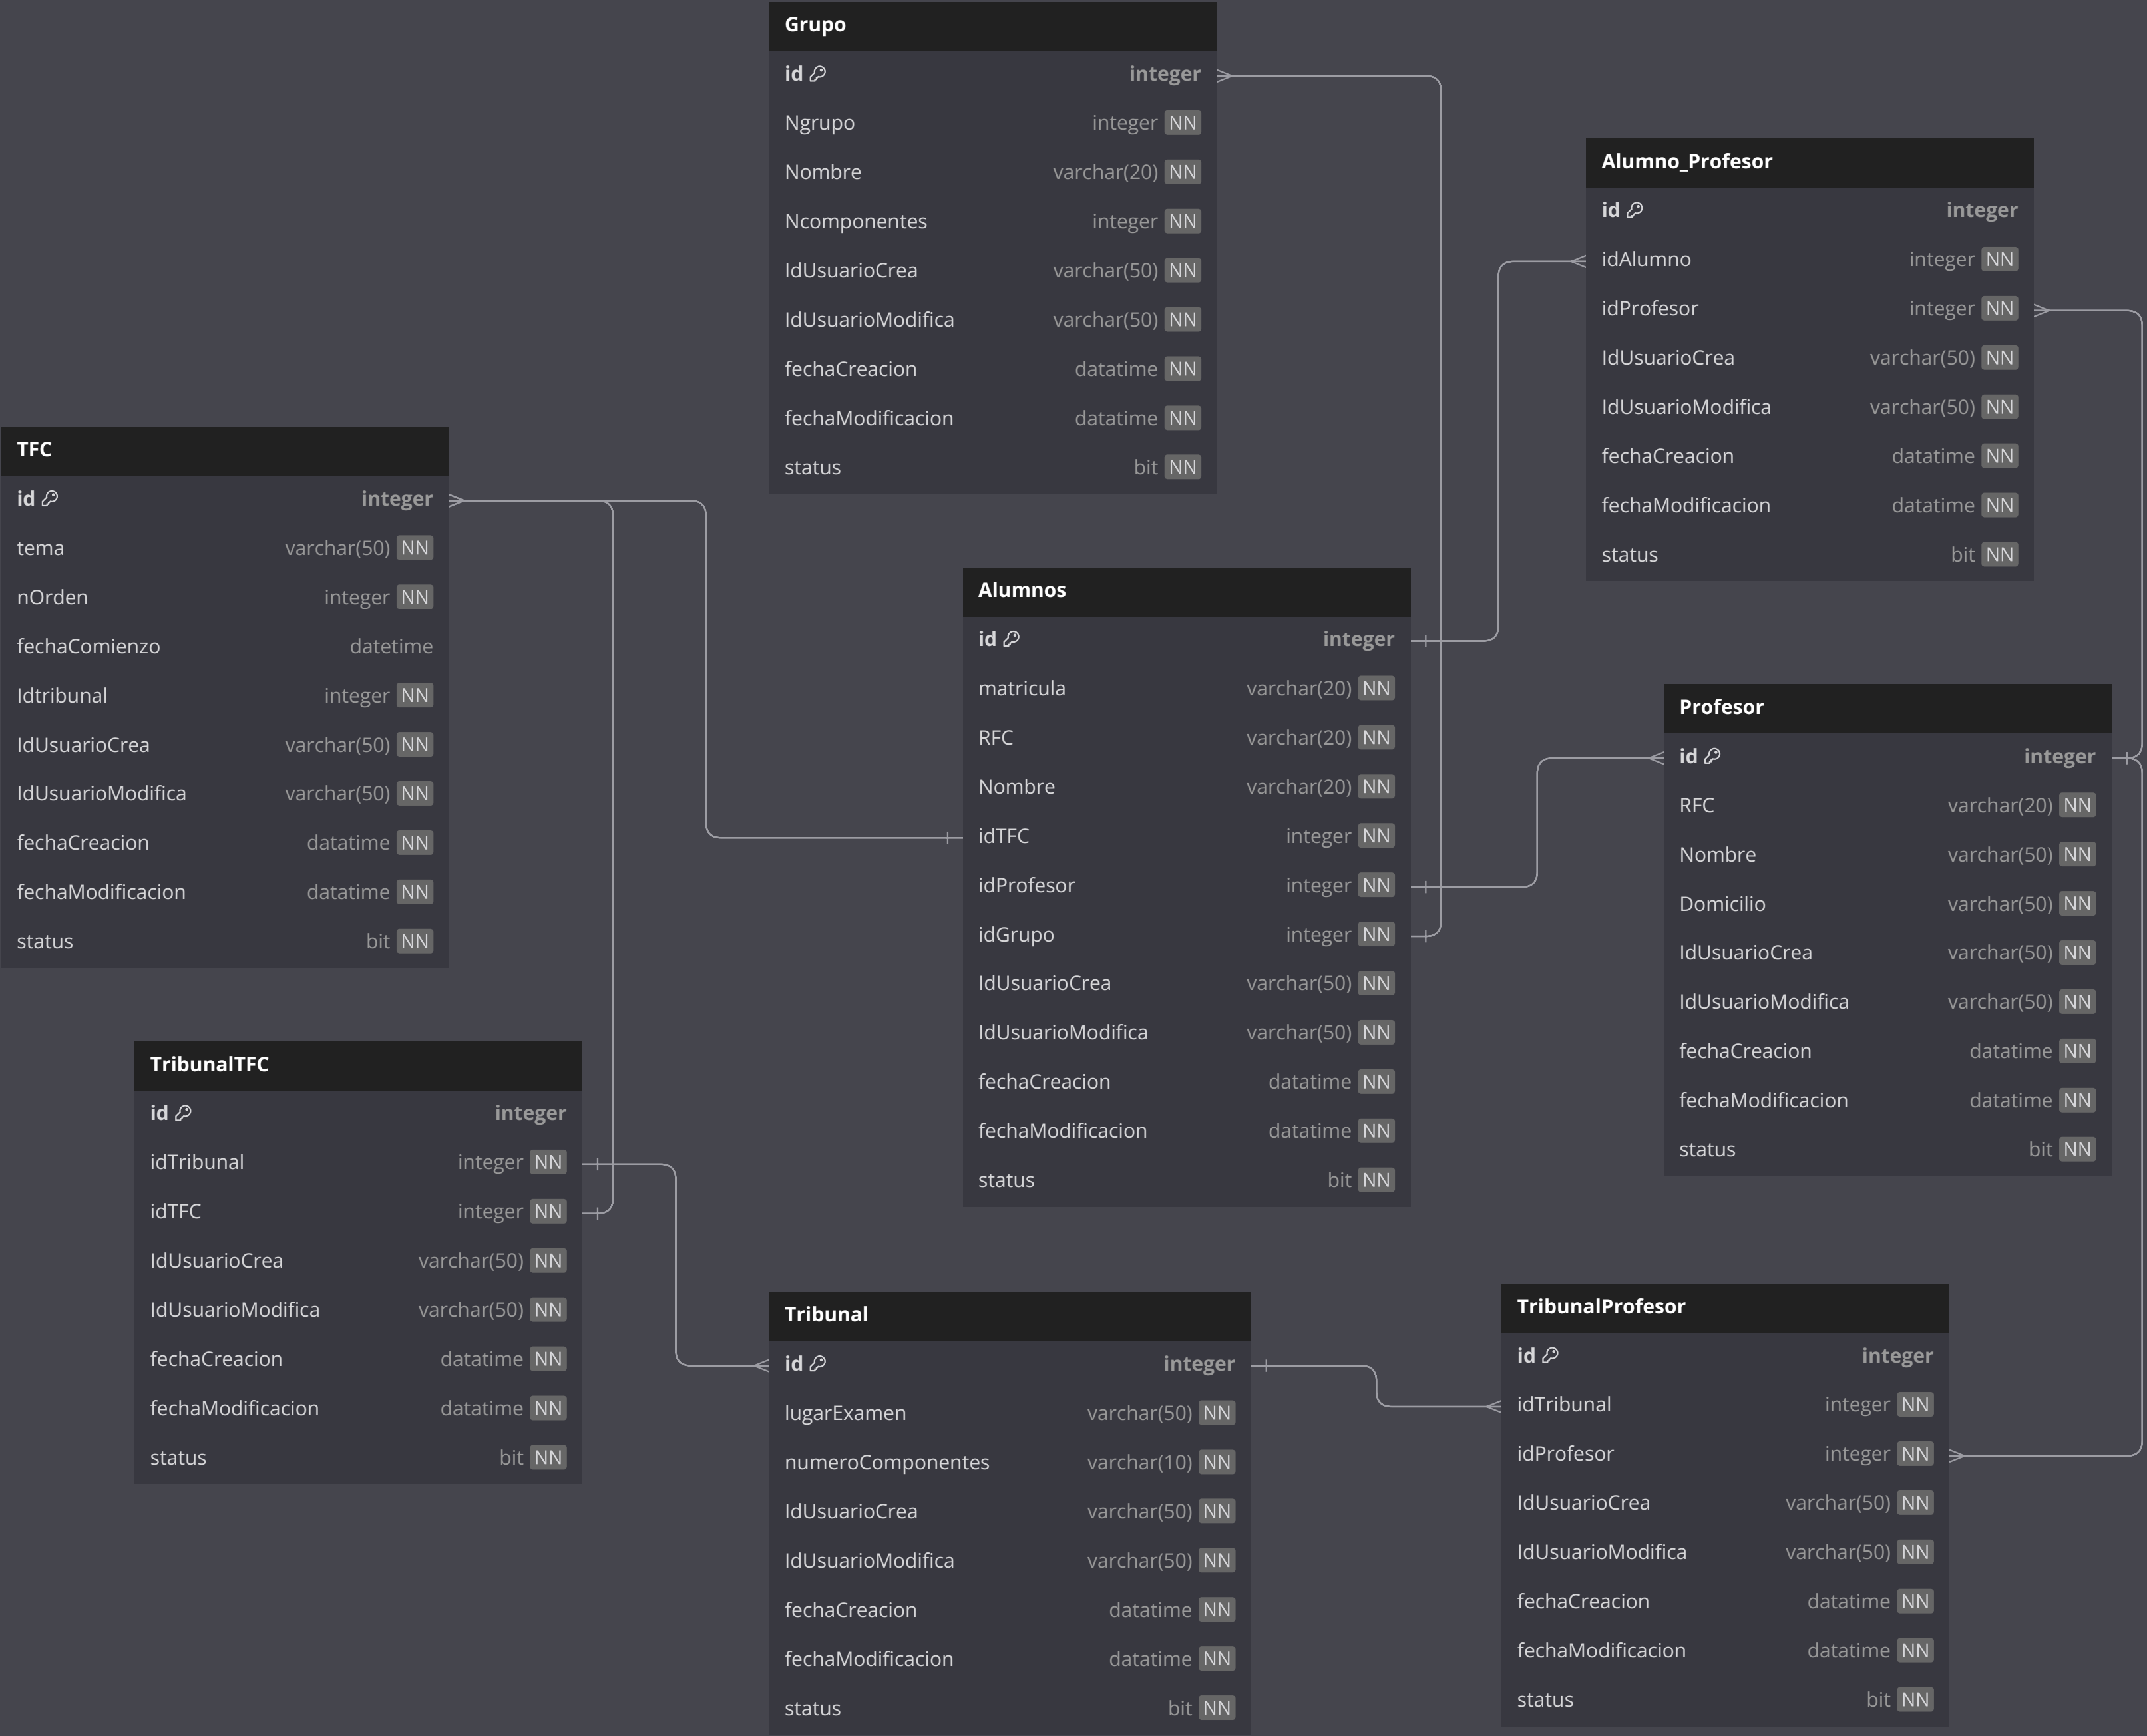 Grupo
id integer
Ngrupo integer NN
Nombre varchar(20) NN
Ncomponentes integer NN
IdUsuarioCrea varchar(50) NN
IdUsuarioModifica varchar(50) NN
fechaCreacion datatime NN
fechaModificacion datatime NN
status bit NN
Alumno_Profesor
id integer
idAlumno integer NN
idProfesor integer NN
IdUsuarioCrea varchar(50) NN
IdUsuarioModifica varchar(50) NN
fechaCreacion datatime NN
fechaModificacion datatime NN
status bit NN
TFC
id integer
tema varchar(50) NN
nOrden integer NN
fechaComienzo datetime
Idtribunal integer NN
IdUsuarioCrea varchar(50) NN
IdUsuarioModifica varchar(50) NN
fechaCreacion datatime NN
fechaModificacion datatime NN
status bit NN
Alumnos
id integer
matricula varchar(20) NN
RFC varchar(20) NN
Nombre varchar(20) NN
idTFC integer NN
idProfesor integer NN
idGrupo integer NN
IdUsuarioCrea varchar(50) NN
IdUsuarioModifica varchar(50) NN
fechaCreacion datatime NN
fechaModificacion datatime NN
status bit NN
Profesor
id integer
RFC varchar(20) NN
Nombre varchar(50) NN
Domicilio varchar(50) NN
IdUsuarioCrea varchar(50) NN
IdUsuarioModifica varchar(50) NN
fechaCreacion datatime NN
fechaModificacion datatime NN
status bit NN
TribunalTFC
id integer
idTribunal integer NN
idTFC integer NN
IdUsuarioCrea varchar(50) NN
IdUsuarioModifica varchar(50) NN
fechaCreacion datatime NN
fechaModificacion datatime NN
status bit NN
Tribunal
id integer
lugarExamen varchar(50) NN
numeroComponentes varchar(10) NN
IdUsuarioCrea varchar(50) NN
IdUsuarioModifica varchar(50) NN
fechaCreacion datatime NN
fechaModificacion datatime NN
status bit NN
TribunalProfesor
id integer
idTribunal integer NN
idProfesor integer NN
IdUsuarioCrea varchar(50) NN
IdUsuarioModifica varchar(50) NN
fechaCreacion datatime NN
fechaModificacion datatime NN
status bit NN